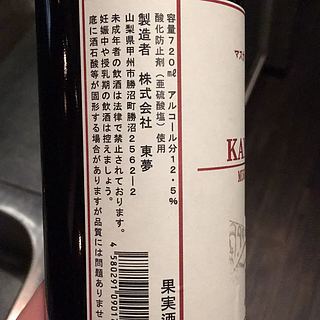 容量720ml アルコール分12.5%
酸化防止剤(亜硫酸塩)使用
製造者 株式会社 東夢
山梨県甲州市勝沼町勝沼2562―2
未成年者の飲酒は法律で禁止されております。
妊娠中や授乳期の飲酒は控えましょう。
底に酒石酸等が固形する場合がありますが品質には問題ありませ
果実酒
KA
M
マス
4 580291 0901